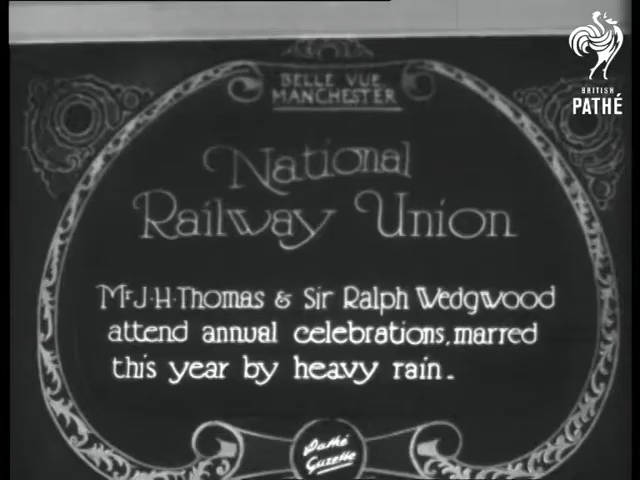 BRITISH
PATHÉ
BELLE VUE
MANCHESTER
National
Railway Union
Mr J·H·Thomas & Sir Ralph Wedgwood
attend annual celebrations, marred
this year by heavy rain.
Pathé
Gazette